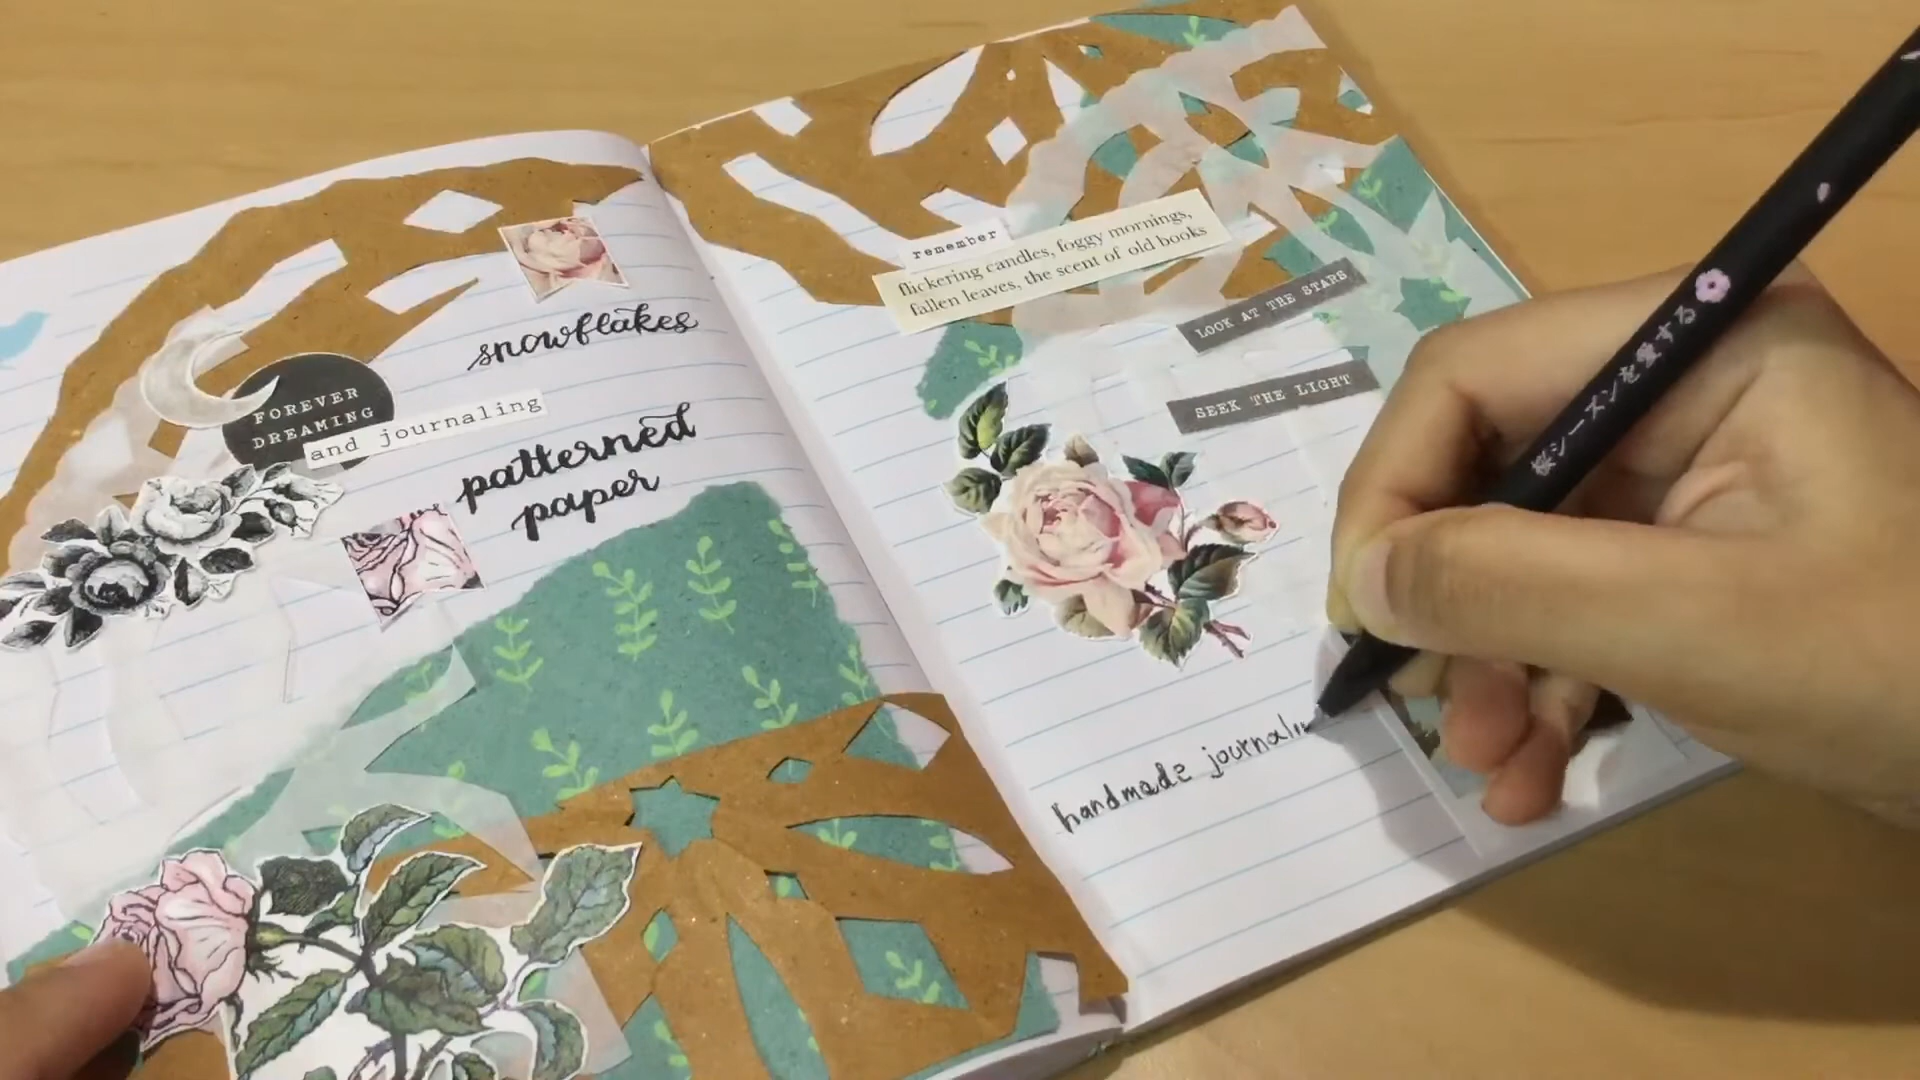 snowflakes
FOREVER
DREAMING
and journaling
patterned
paper
remember
flickering candles, foggy mornings,
fallen leaves, the scent of old books
LOOK AT THE STARS
SEEK THE LIGHT
handmade journalin
桜シーズンを愛する